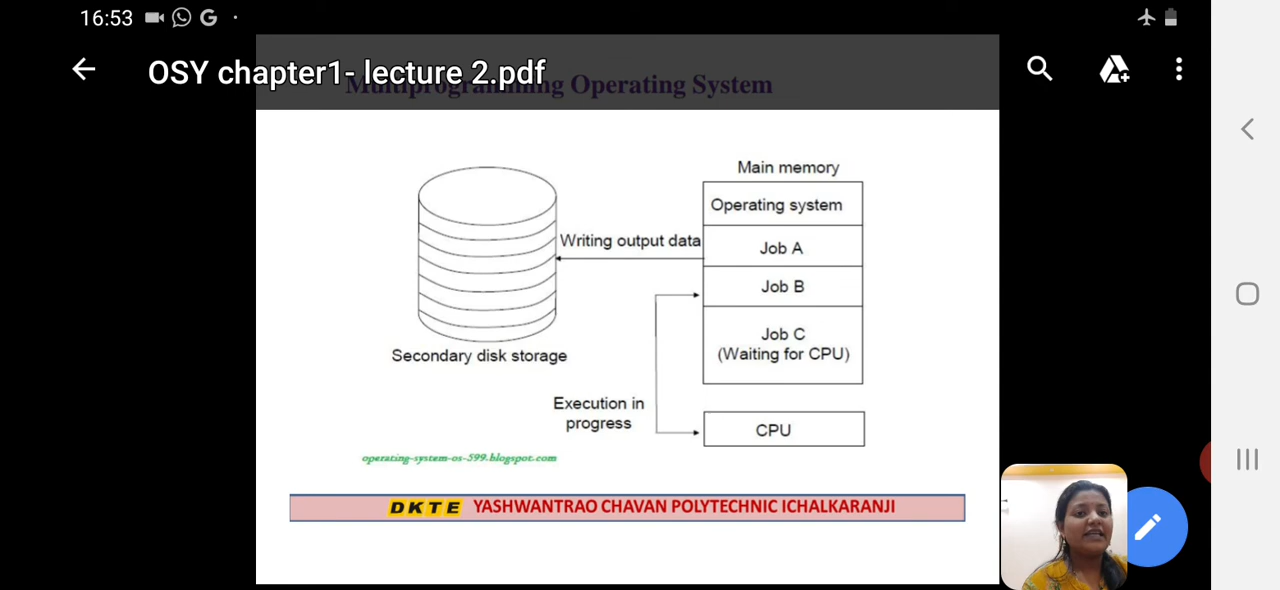 16:53
OSY chapter1- lecture 2.pdf
Multiprogramming Operating System
Main memory
Operating system
Writing output data
Job A
Job B
Job C
(Waiting for CPU)
Secondary disk storage
Execution in
progress
CPU
operating-system-os-599.blogspot.com
DKTE YASHWANTRAO CHAVAN POLYTECHNIC ICHALKARANJI